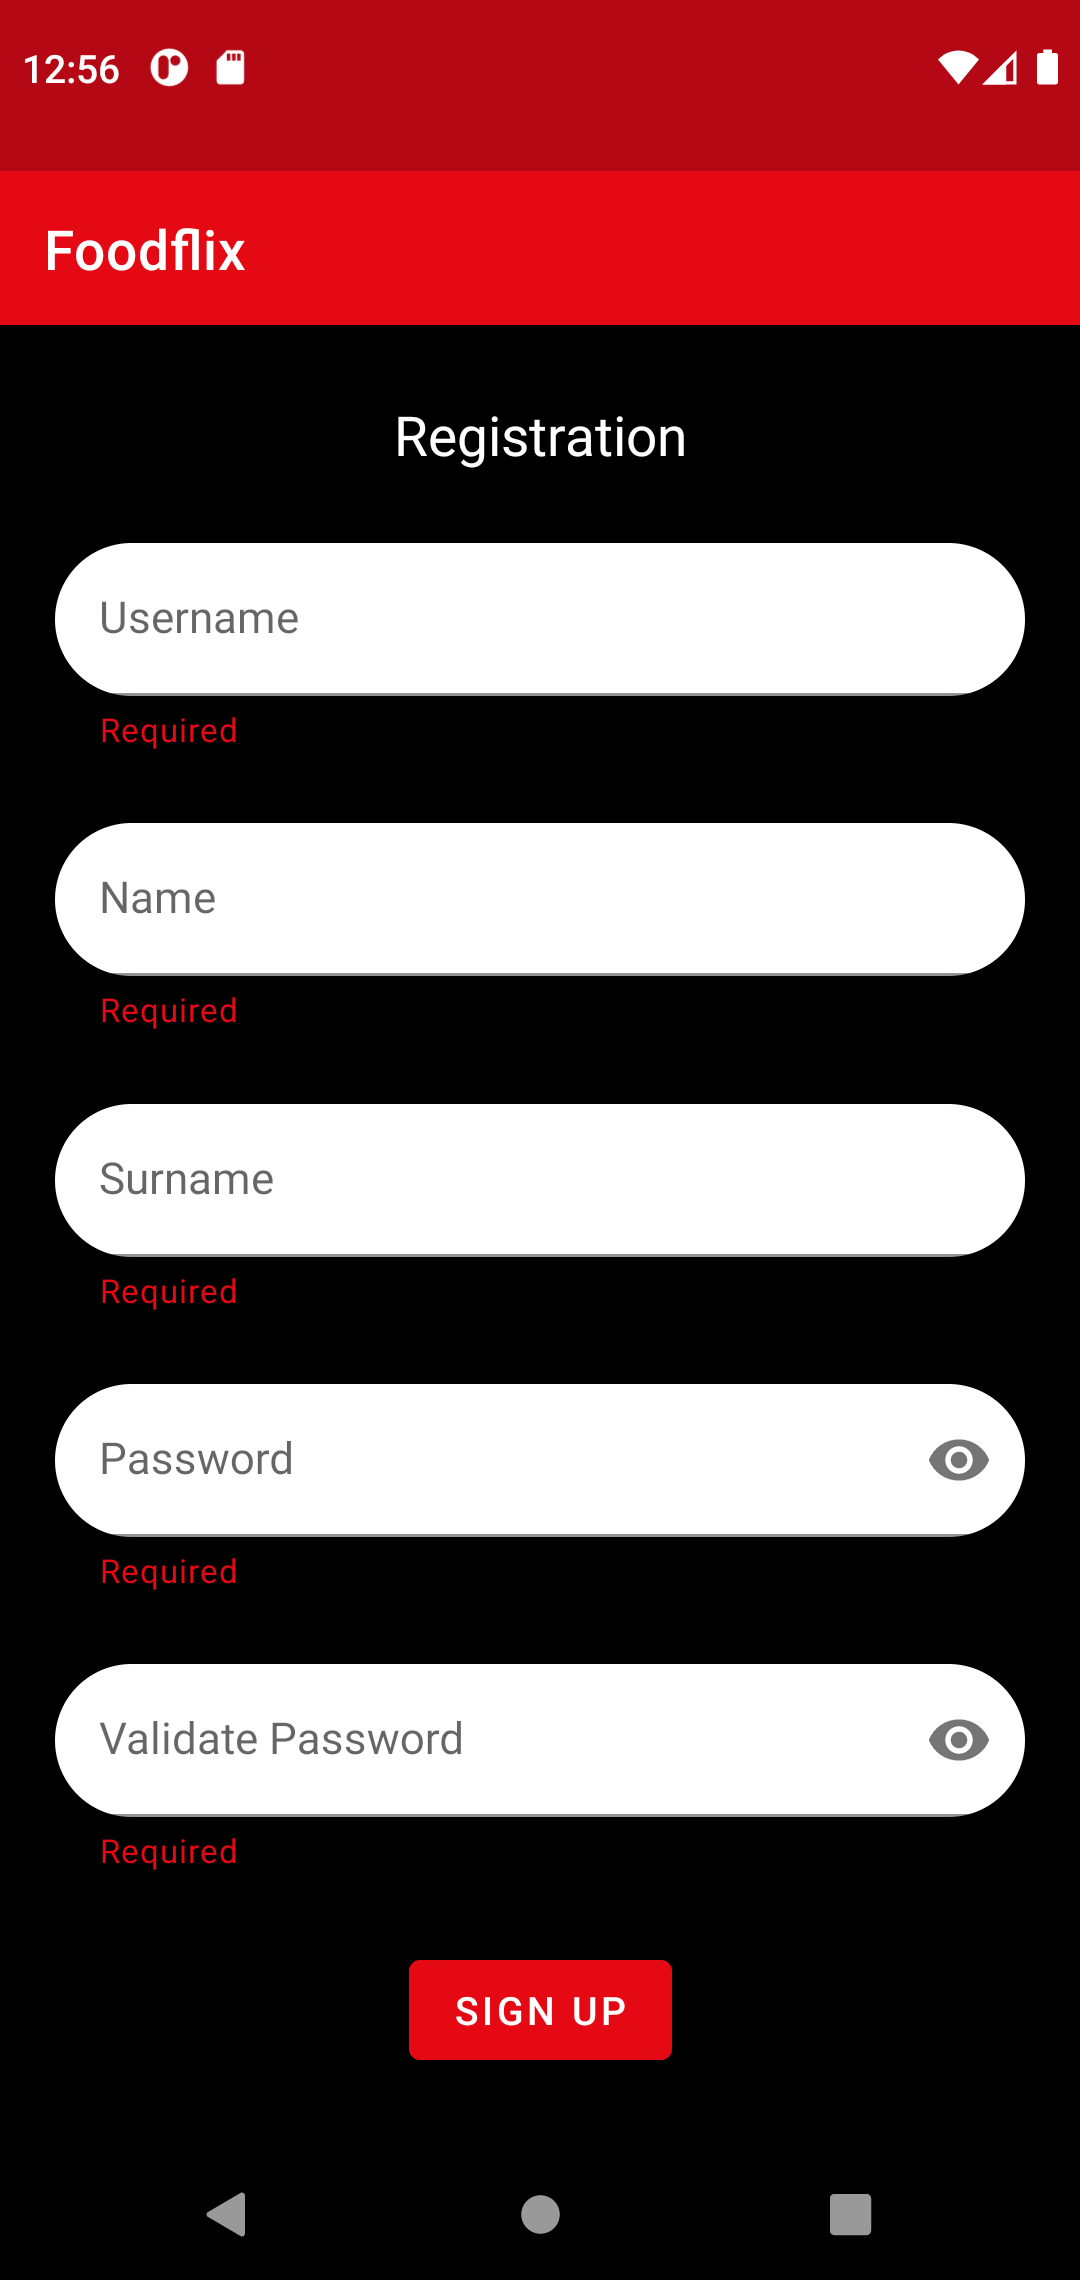 12:56
Foodflix
Registration
Username
Required
Name
Required
Surname
Required
Password
Required
Validate Password
Required
SIGN UP